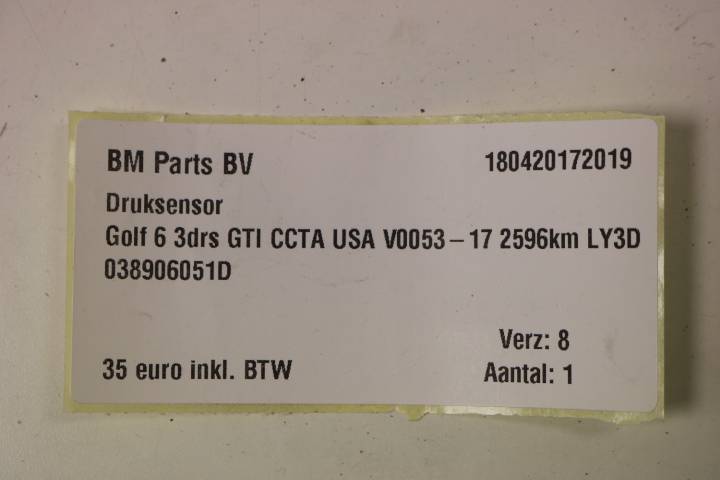 BM Parts BV 180420172019
Druksensor
Golf 6 3drs GTI CCTA USA V0053-17 2596km LY3D
038906051D
Verz: 8
35 euro inkl. BTW Aantal: 1